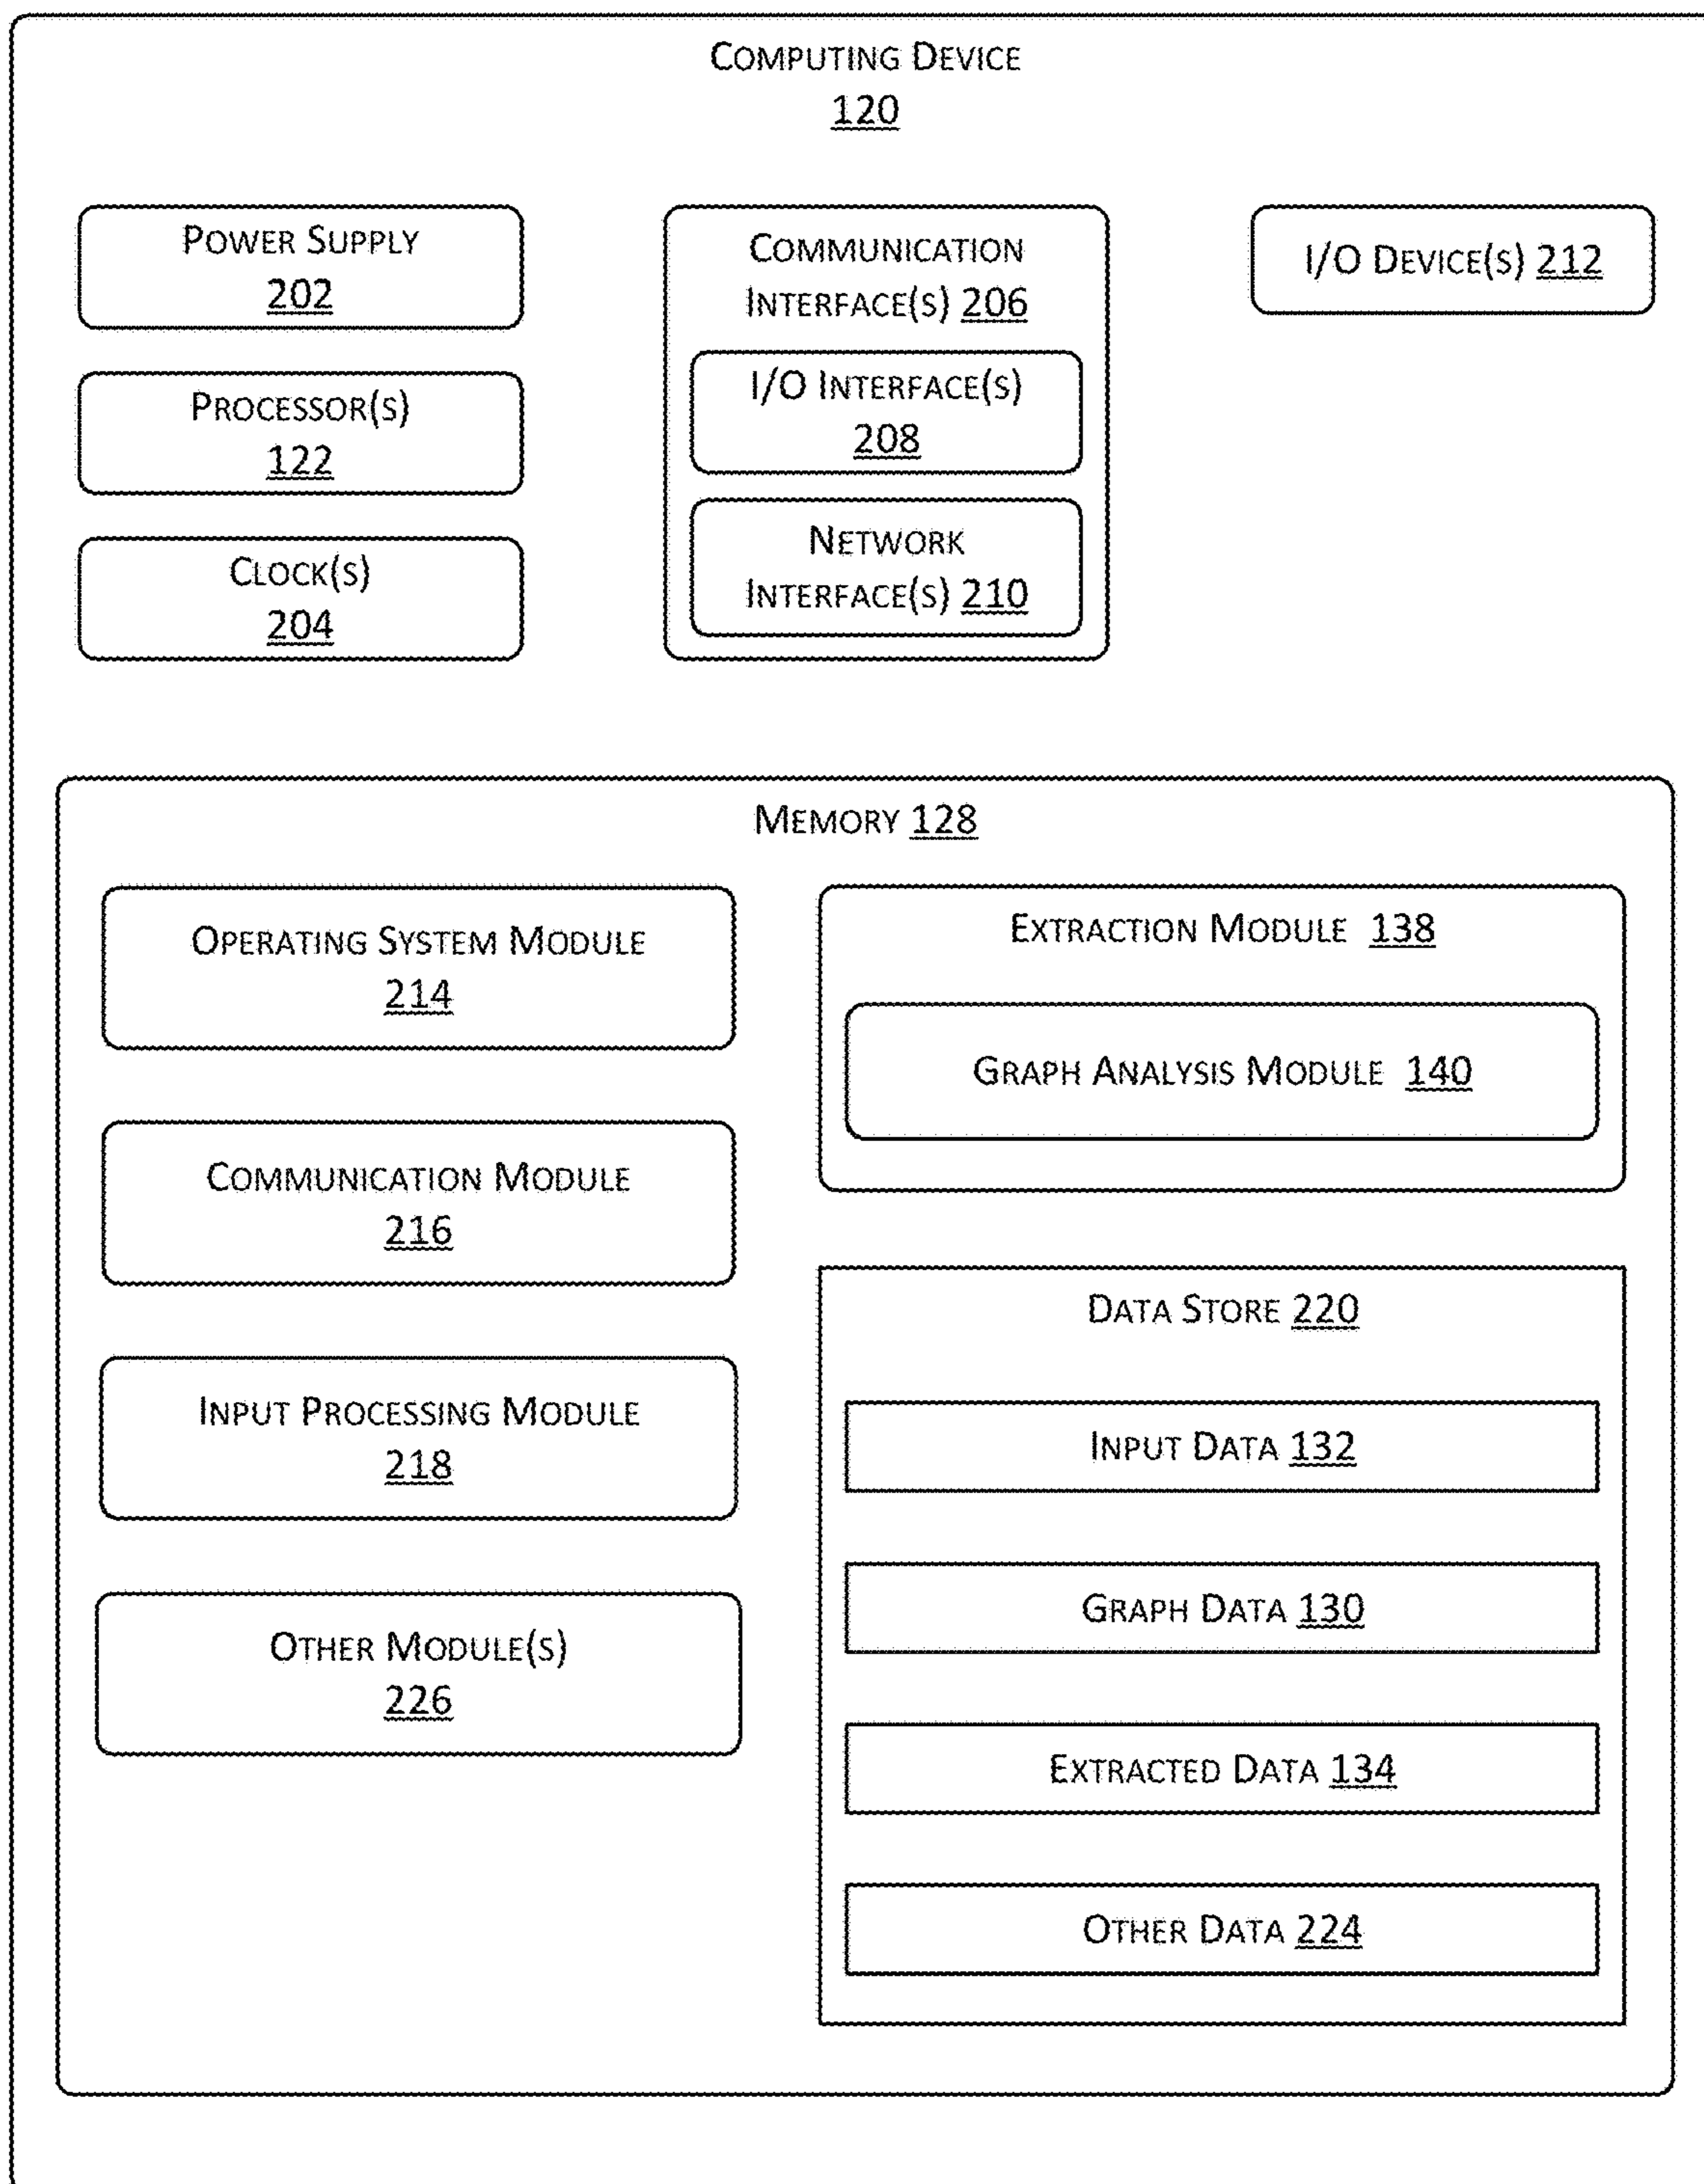 COMPUTING DEVICE
120
POWER SUPPLY
202
PROCESSOR(S)
122
CLOCK(S)
204
COMMUNICATION
INTERFACE(S) 206
I/O INTERFACE(S)
208
NETWORK
INTERFACE(S) 210
I/O DEVICE(S) 212
MEMORY 128
OPERATING SYSTEM MODULE
214
COMMUNICATION MODULE
216
INPUT PROCESSING MODULE
218
OTHER MODULE(S)
226
EXTRACTION MODULE 138
GRAPH ANALYSIS MODULE 140
DATA STORE 220
INPUT DATA 132
GRAPH DATA 130
EXTRACTED DATA 134
OTHER DATA 224